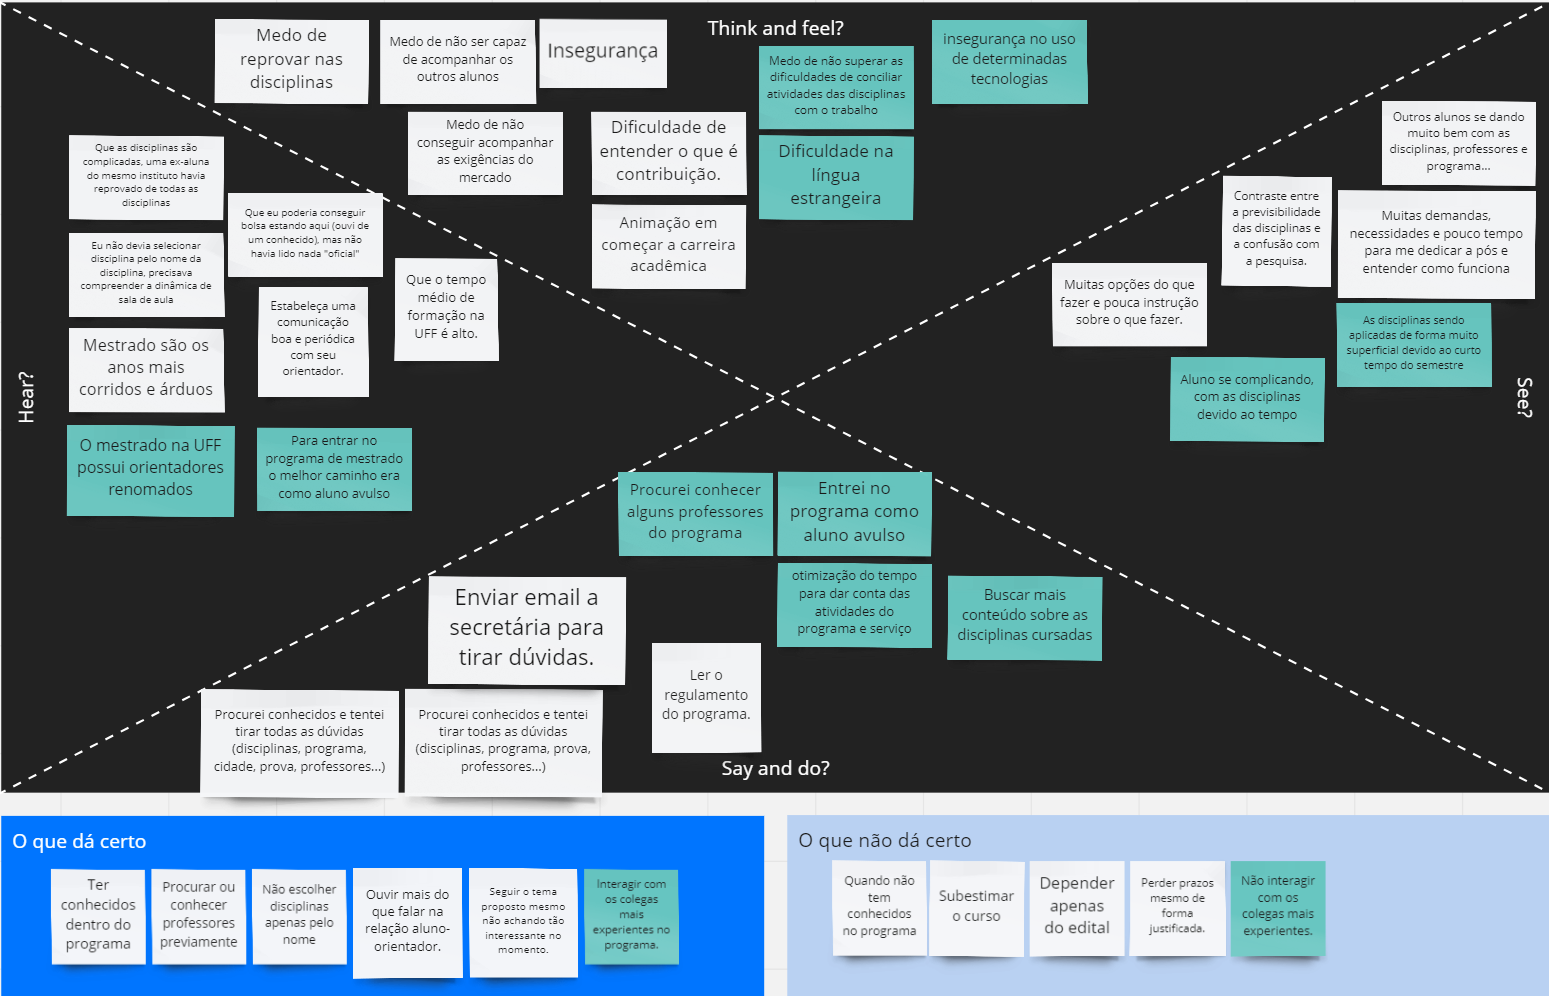 Think and feel?
Medo de
reprovar nas
disciplinas
Medo de não ser capaz
de acompanhar os
outros alunos
Insegurança
Medo de não superar as
dificuldades de conciliar
atividades das disciplinas
com o trabalho
insegurança no uso
de determinadas
tecnologias
Medo de não
conseguir acompanhar
as exigências do
mercado
Dificuldade de
entender o que é
contribuição.
Dificuldade na
língua
estrangeira
Animação em
começar a carreira
acadêmica
Hear?
Que as disciplinas são
complicadas, uma ex-aluna
do mesmo instituto havia
reprovado de todas as
disciplinas
Que eu poderia conseguir
bolsa estando aqui (ouvi de
um conhecido), mas não
havia lido nada "oficial"
Eu não devia selecionar
disciplina pelo nome da
disciplina, precisava
compreender a dinâmica de
sala de aula
Estabeleça uma
comunicação
boa e periódica
com seu
orientador.
Que o tempo
médio de
formação na
UFF é alto.
Mestrado são os
anos mais
corridos e árduos
O mestrado na UFF
possui orientadores
renomados
Para entrar no
programa de mestrado
o melhor caminho era
como aluno avulso
See?
Outros alunos se dando
muito bem com as
disciplinas, professores e
programa...
Contraste entre
a previsibilidade
das disciplinas e
a confusão com
a pesquisa.
Muitas demandas,
necessidades e pouco tempo
para me dedicar a pós e
entender como funciona
Muitas opções do que
fazer e pouca instrução
sobre o que fazer.
As disciplinas sendo
aplicadas de forma muito
superficial devido ao curto
tempo do semestre
Aluno se complicando,
com as disciplinas
devido ao tempo
Procurei conhecer
alguns professores
do programa
Entrei no
programa como
aluno avulso
otimização do tempo
para dar conta das
atividades do
programa e serviço
Buscar mais
conteúdo sobre as
disciplinas cursadas
Enviar email a
secretária para
tirar dúvidas.
Ler o
regulamento
do programa.
Procurei conhecidos e tentei
tirar todas as dúvidas
(disciplinas, programa,
cidade, prova, professores...)
Procurei conhecidos e tentei
tirar todas as dúvidas
(disciplinas, programa, prova,
professores...)
Say and do?
O que dá certo
Ter
conhecidos
dentro do
programa
Procurar ou
conhecer
professores
previamente
Não escolher
disciplinas
apenas pelo
nome
Ouvir mais do
que falar na
relação aluno-
orientador.
Seguir o tema
proposto mesmo
não achando tão
interessante no
momento.
Interagir com
os colegas
mais
experientes no
programa.
O que não dá certo
Quando não
tem
conhecidos
no programa
Subestimar
o curso
Depender
apenas
do edital
Perder prazos
mesmo de
forma
justificada.
Não interagir
com os
colegas mais
experientes.